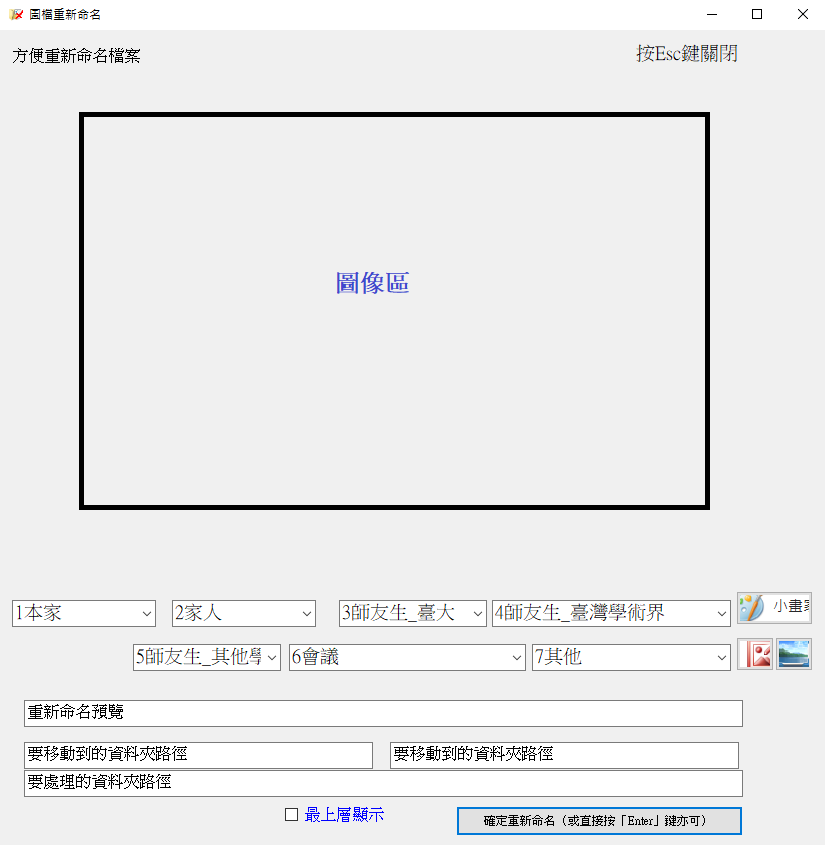 圖檔重新命名
方便重新命名檔案
按Esc鍵關閉
圖像區
1本家 2家人 3師友生_臺大 4師友生_臺灣學術界 小畫
5師友生_其他 6會議 7其他
重新命名預覽
要移動到的資料夾路徑 要移動到的資料夾路徑
要處理的資料夾路徑
最上層顯示 確定重新命名（或直接按「Enter」鍵亦可）